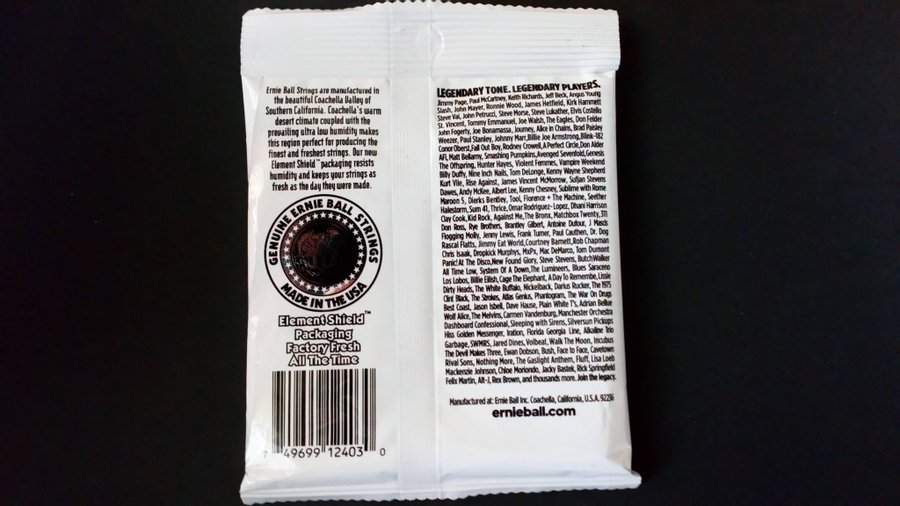 Ernie Ball Strings are manufactured in
the beautiful Coachella Valley of
Southern California. Coachella's warm
desert climate coupled with the
prevailing ultra low humidity makes
this region perfect for producing the
finest and freshest strings. Our new
Element Shield™ packaging resists
humidity and keeps your strings as
fresh as the day they were made.
GENUINE ERNIE BALL STRINGS
MADE IN THE USA
Element Shield™
Packaging
Factory Fresh
All The Time
7 49699 12403 0
LEGENDARY TONE. LEGENDARY PLAYERS.
Jimmy Page, Paul McCartney, Keith Richards, Jeff Beck, Angus Young
Slash, John Mayer, Ronnie Wood, James Hetfield, Kirk Hammett
Steve Vai, John Petrucci, Steve Morse, Steve Lukather, Elvis Costello
St. Vincent, Tommy Emmanuel, Joe Walsh, The Eagles, Don Felder
John Fogerty, Joe Bonamassa, Journey, Alice in Chains, Brad Paisley
Weezer, Paul Stanley, Johnny Marr, Billie Joe Armstrong, Blink-182
Conor Oberst, Fall Out Boy, Rodney Crowell, A Perfect Circle, Don Alder
AFI, Matt Bellamy, Smashing Pumpkins, Avenged Sevenfold, Genesis
The Offspring, Hunter Hayes, Violent Femmes, Vampire Weekend
Billy Duffy, Nine Inch Nails, Tom DeLonge, Kenny Wayne Shepherd
Kurt Vile, Rise Against, James Vincent McMorrow, Sufjan Stevens
Dawes, Andy McKee, Albert Lee, Kenny Chesney, Sublime with Rome
Maroon 5, Dierks Bentley, Tool, Florence + The Machine, Seether
Halestorm, Sum 41, Thrice, Omar Rodriguez-Lopez, Dhani Harrison
Clay Cook, Kid Rock, Against Me, The Bronx, Matchbox Twenty, 311
Don Ross, Rye Brothers, Brantley Gilbert, Antoine Dufour, J Mascis
Flogging Molly, Jenny Lewis, Frank Turner, Paul Cauthen, Dr. Dog
Rascal Flatts, Jimmy Eat World, Courtney Barnett, Rob Chapman
Chris Isaak, Dropkick Murphys, MxPx, Mac DeMarco, Tom Dumont
Panic! At The Disco, New Found Glory, Steve Stevens, Butch Walker
All Time Low, System Of A Down, The Lumineers, Blues Saraceno
Los Lobos, Billie Eilish, Cage The Elephant, A Day To Remember, Lissie
Dirty Heads, The White Buffalo, Nickelback, Darius Rucker, The 1975
Clint Black, The Strokes, Atlas Genius, Phantogram, The War On Drugs
Best Coast, Jason Isbell, Dave Hause, Plain White T's, Adrian Bellue
Wolf Alice, The Melvins, Carmen Vandenburg, Manchester Orchestra
Dashboard Confessional, Sleeping with Sirens, Silversun Pickups
Hiss Golden Messenger, Iration, Florida Georgia Line, Alkaline Trio
Garbage, SWMRS, Jared Dines, Volbeat, Walk The Moon, Incubus
The Devil Makes Three, Ewan Dobson, Bush, Face to Face, Cavetown
Rival Sons, Nothing More, The Gaslight Anthem, Fluff, Lisa Loeb
Mackenzie Johnson, Chloe Moriondo, Jacky Bastek, Rick Springfield
Felix Martin, Alt-J, Rex Brown, and thousands more. Join the legacy.
Manufactured at: Ernie Ball Inc. Coachella, California, U.S.A. 92236
ernieball.com